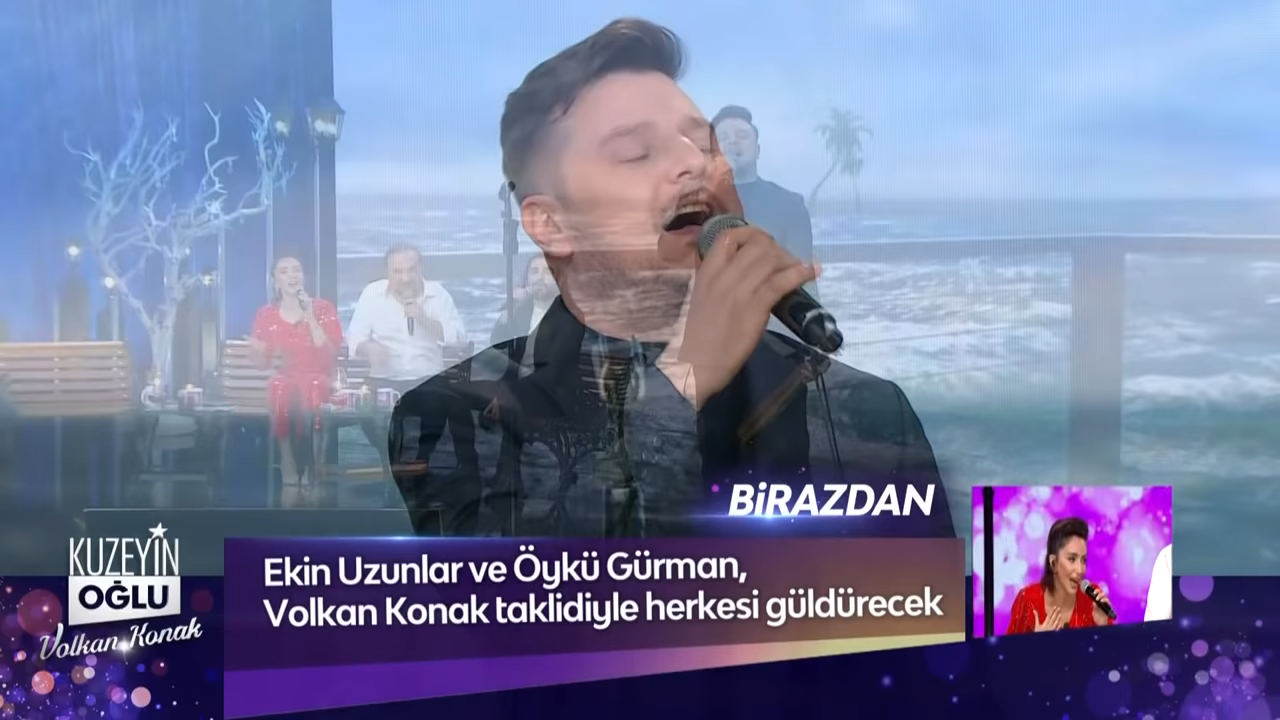 BiRAZDAN
Ekin Uzunlar ve Öykü Gürman,
Volkan Konak taklidiyle herkesi güldürecek
KUZEYİN
OĞLU
Volkan Konak